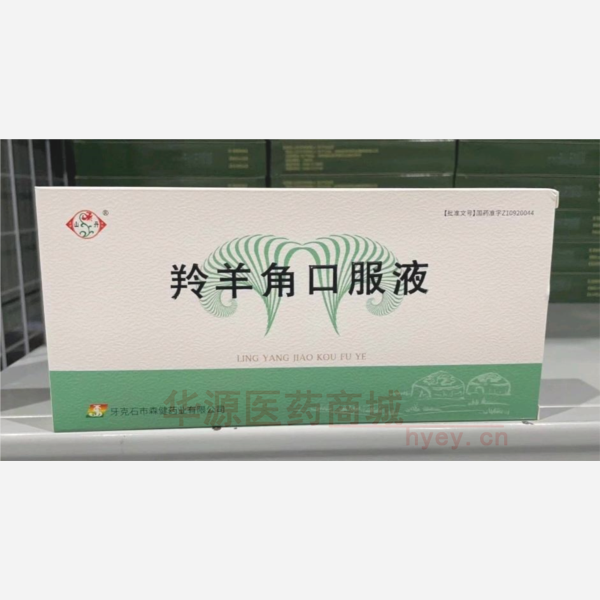 ®
【批准文号】国药准字Z10920044
羚羊角口服液
LING YANG JIAO KOU FU YE
牙克石市森健药业有限公司
华源医药商城
hyey.cn